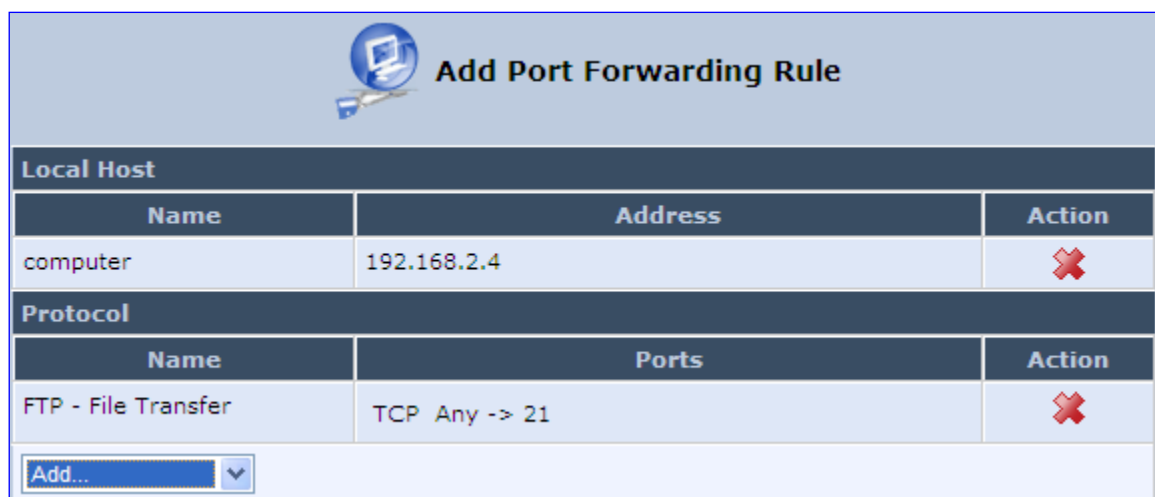 Add Port Forwarding Rule
Local Host
Name Address Action
computer 192.168.2.4
Protocol
Name Ports Action
FTP - File Transfer TCP Any -> 21
Add...